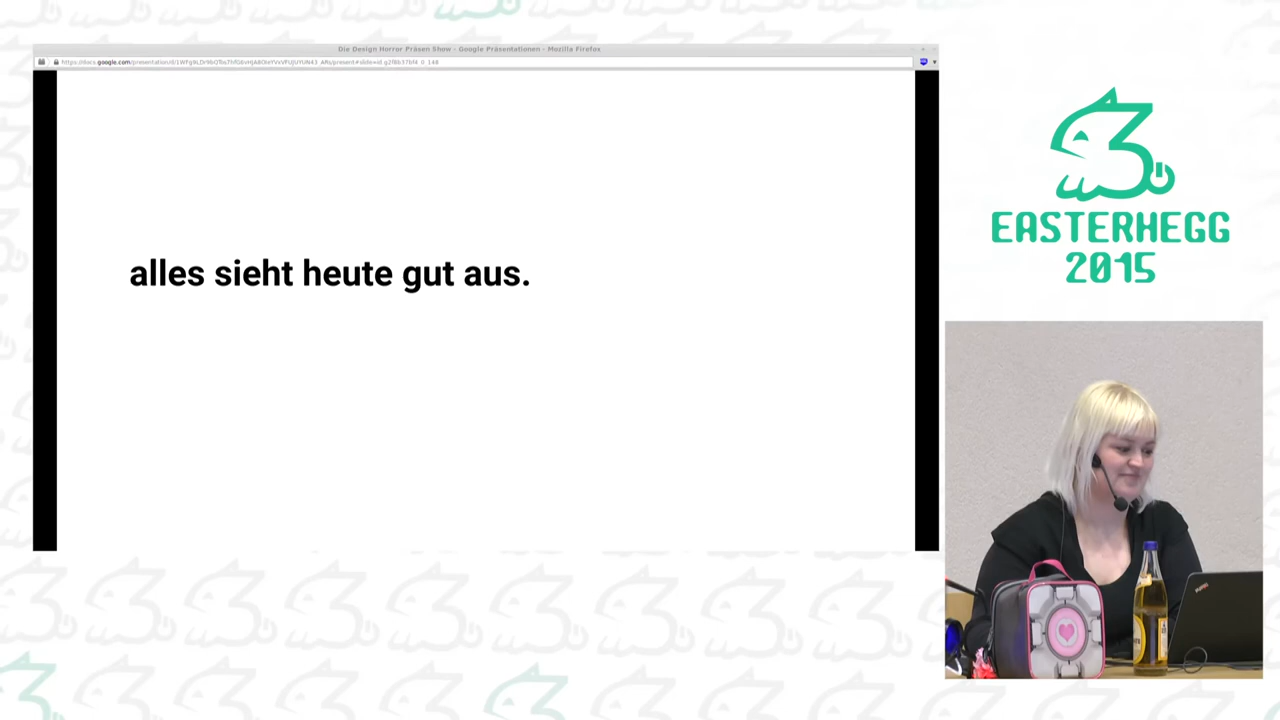 Die Design Horror Präsen Show - Google Präsentationen - Mozilla Firefox
alles sieht heute gut aus.
EASTERHEGG
2015